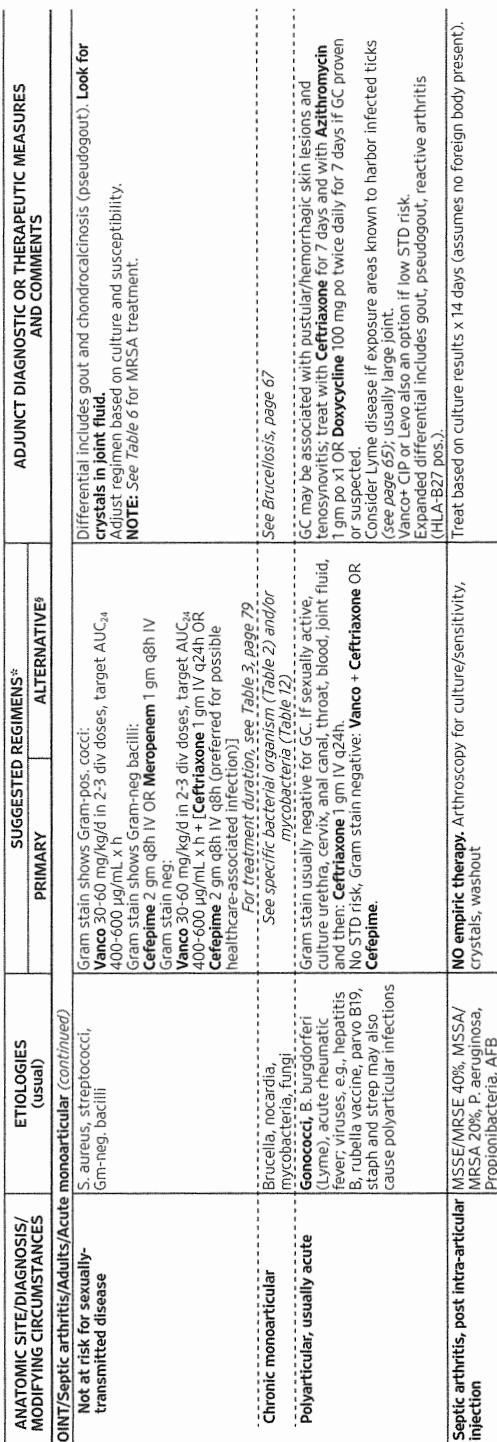 ANATOMIC SITE/DIAGNOSIS/
MODIFYING CIRCUMSTANCES
ETIOLOGIES
(usual)
SUGGESTED REGIMENS*
PRIMARY
ALTERNATIVE§
ADJUNCT DIAGNOSTIC OR THERAPEUTIC MEASURES
AND COMMENTS
OINT/Septic arthritis/Adults/Acute monoarticular (continued)
Not at risk for sexually-
transmitted disease
S. aureus, streptococci,
Gm-neg. bacilli
Gram stain shows Gram-pos. cocci:
Vanco 30-60 mg/kg/d in 2-3 div doses, target AUC24
400-600 µg/mL x h
Gram stain shows Gram-neg bacilli:
Cefepime 2 gm q8h IV OR Meropenem 1 gm q8h IV
Gram stain neg:
Vanco 30-60 mg/kg/d in 2-3 div doses, target AUC24
400-600 µg/mL x h + [Ceftriaxone 1 gm IV q24h OR
Cefepime 2 gm q8h IV q8h (preferred for possible
healthcare-associated infection)]
For treatment duration, see Table 3, page 79
Differential includes gout and chondrocalcinosis (pseudogout). Look for
crystals in joint fluid.
Adjust regimen based on culture and susceptibility.
NOTE: See Table 6 for MRSA treatment.
Chronic monoarticular
Brucella, nocardia,
mycobacteria, fungi
See specific bacterial organism (Table 2) and/or
mycobacteria (Table 12)
See Brucellosis, page 67
Polyarticular, usually acute
Gonococci, B. burgdorferi
(Lyme), acute rheumatic
fever; viruses, e.g., hepatitis
B, rubella vaccine, parvo B19,
staph and strep may also
cause polyarticular infections
Gram stain usually negative for GC. If sexually active,
culture urethra, cervix, anal canal, throat, blood, joint fluid,
and then: Ceftriaxone 1 gm IV q24h.
No STD risk, Gram stain negative: Vanco + Ceftriaxone OR
Cefepime.
GC may be associated with pustular/hemorrhagic skin lesions and
tenosynovitis; treat with Ceftriaxone for 7 days and with Azithromycin
1 gm po x1 OR Doxycycline 100 mg po twice daily for 7 days if GC proven
or suspected.
Consider Lyme disease if exposure areas known to harbor infected ticks
(see page 65); usually large joint.
Vanco+ CIP or Levo also an option if low STD risk.
Expanded differential includes gout, pseudogout, reactive arthritis
(HLA-B27 pos.).
Septic arthritis, post intra-articular
injection
MSSE/MRSE 40%, MSSA/
MRSA 20%, P. aeruginosa,
Propionibacteria, AFB
NO empiric therapy. Arthroscopy for culture/sensitivity,
crystals, washout
Treat based on culture results x 14 days (assumes no foreign body present).